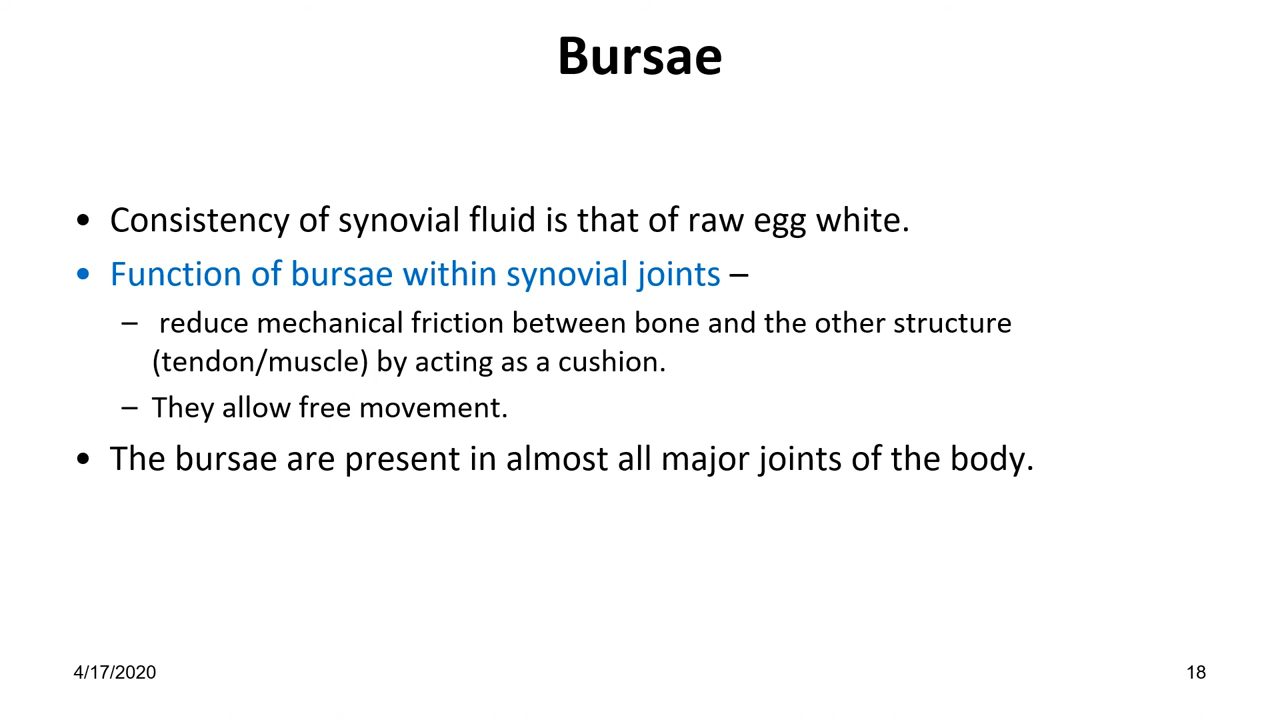 Bursae
• Consistency of synovial fluid is that of raw egg white.
• Function of bursae within synovial joints –
– reduce mechanical friction between bone and the other structure
(tendon/muscle) by acting as a cushion.
– They allow free movement.
• The bursae are present in almost all major joints of the body.
4/17/2020
18